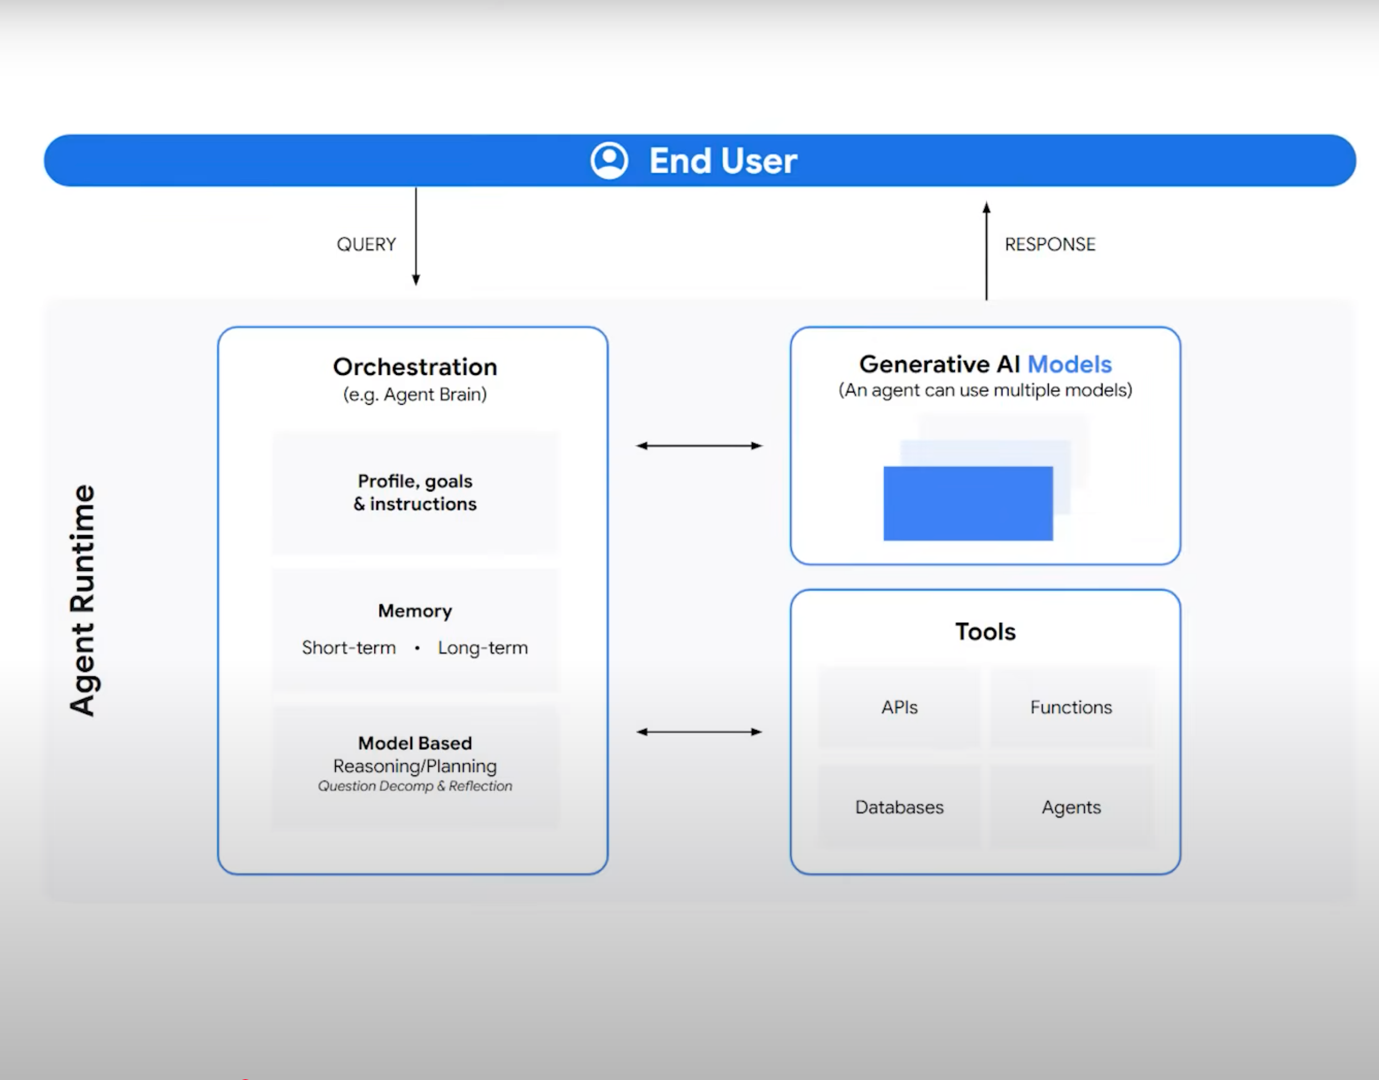 End User
QUERY
RESPONSE
Agent Runtime
Orchestration
(e.g. Agent Brain)
Profile, goals
& instructions
Memory
Short-term • Long-term
Model Based
Reasoning/Planning
Question Decomp & Reflection
Generative AI Models
(An agent can use multiple models)
Tools
APIs
Functions
Databases
Agents